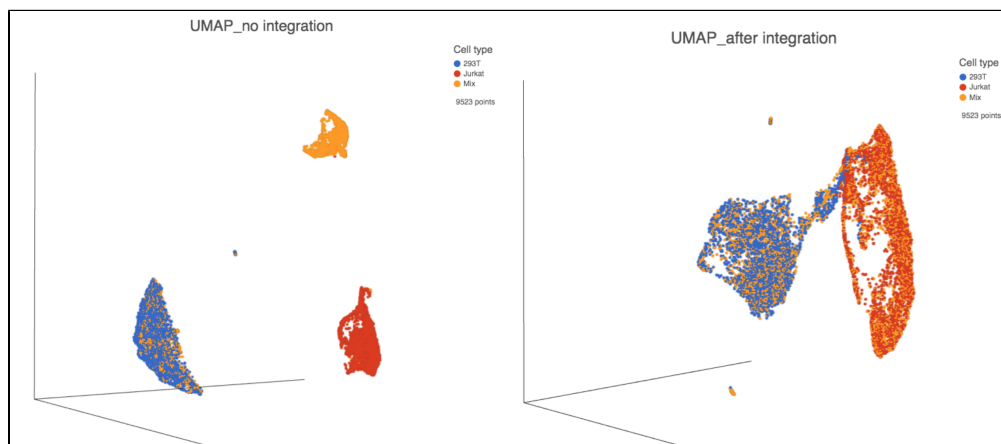 UMAP_no integration
Cell type
293T
Jurkat
Mix
9523 points
UMAP_after integration
Cell type
293T
Jurkat
Mix
9523 points